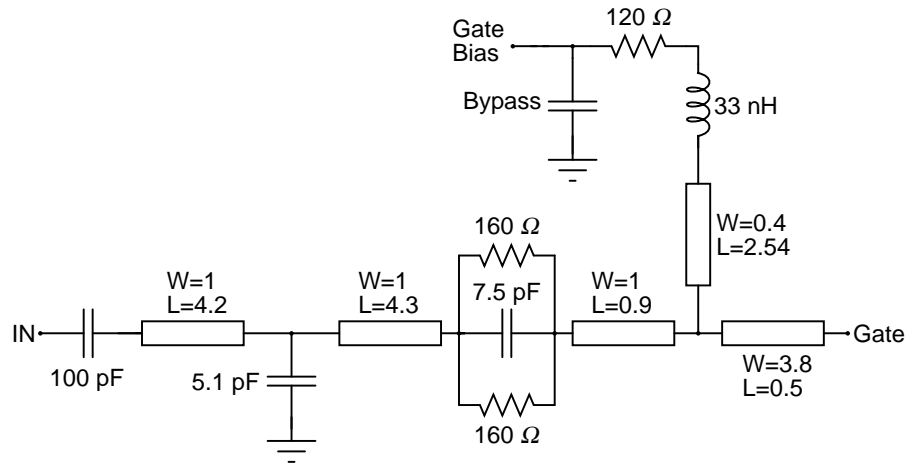 120 Ω
Gate
Bias
Bypass
33 nH
W=0.4
L=2.54
160 Ω
W=1
L=4.2
W=1
L=4.3
7.5 pF
W=1
L=0.9
IN
Gate
100 pF
5.1 pF
W=3.8
L=0.5
160 Ω